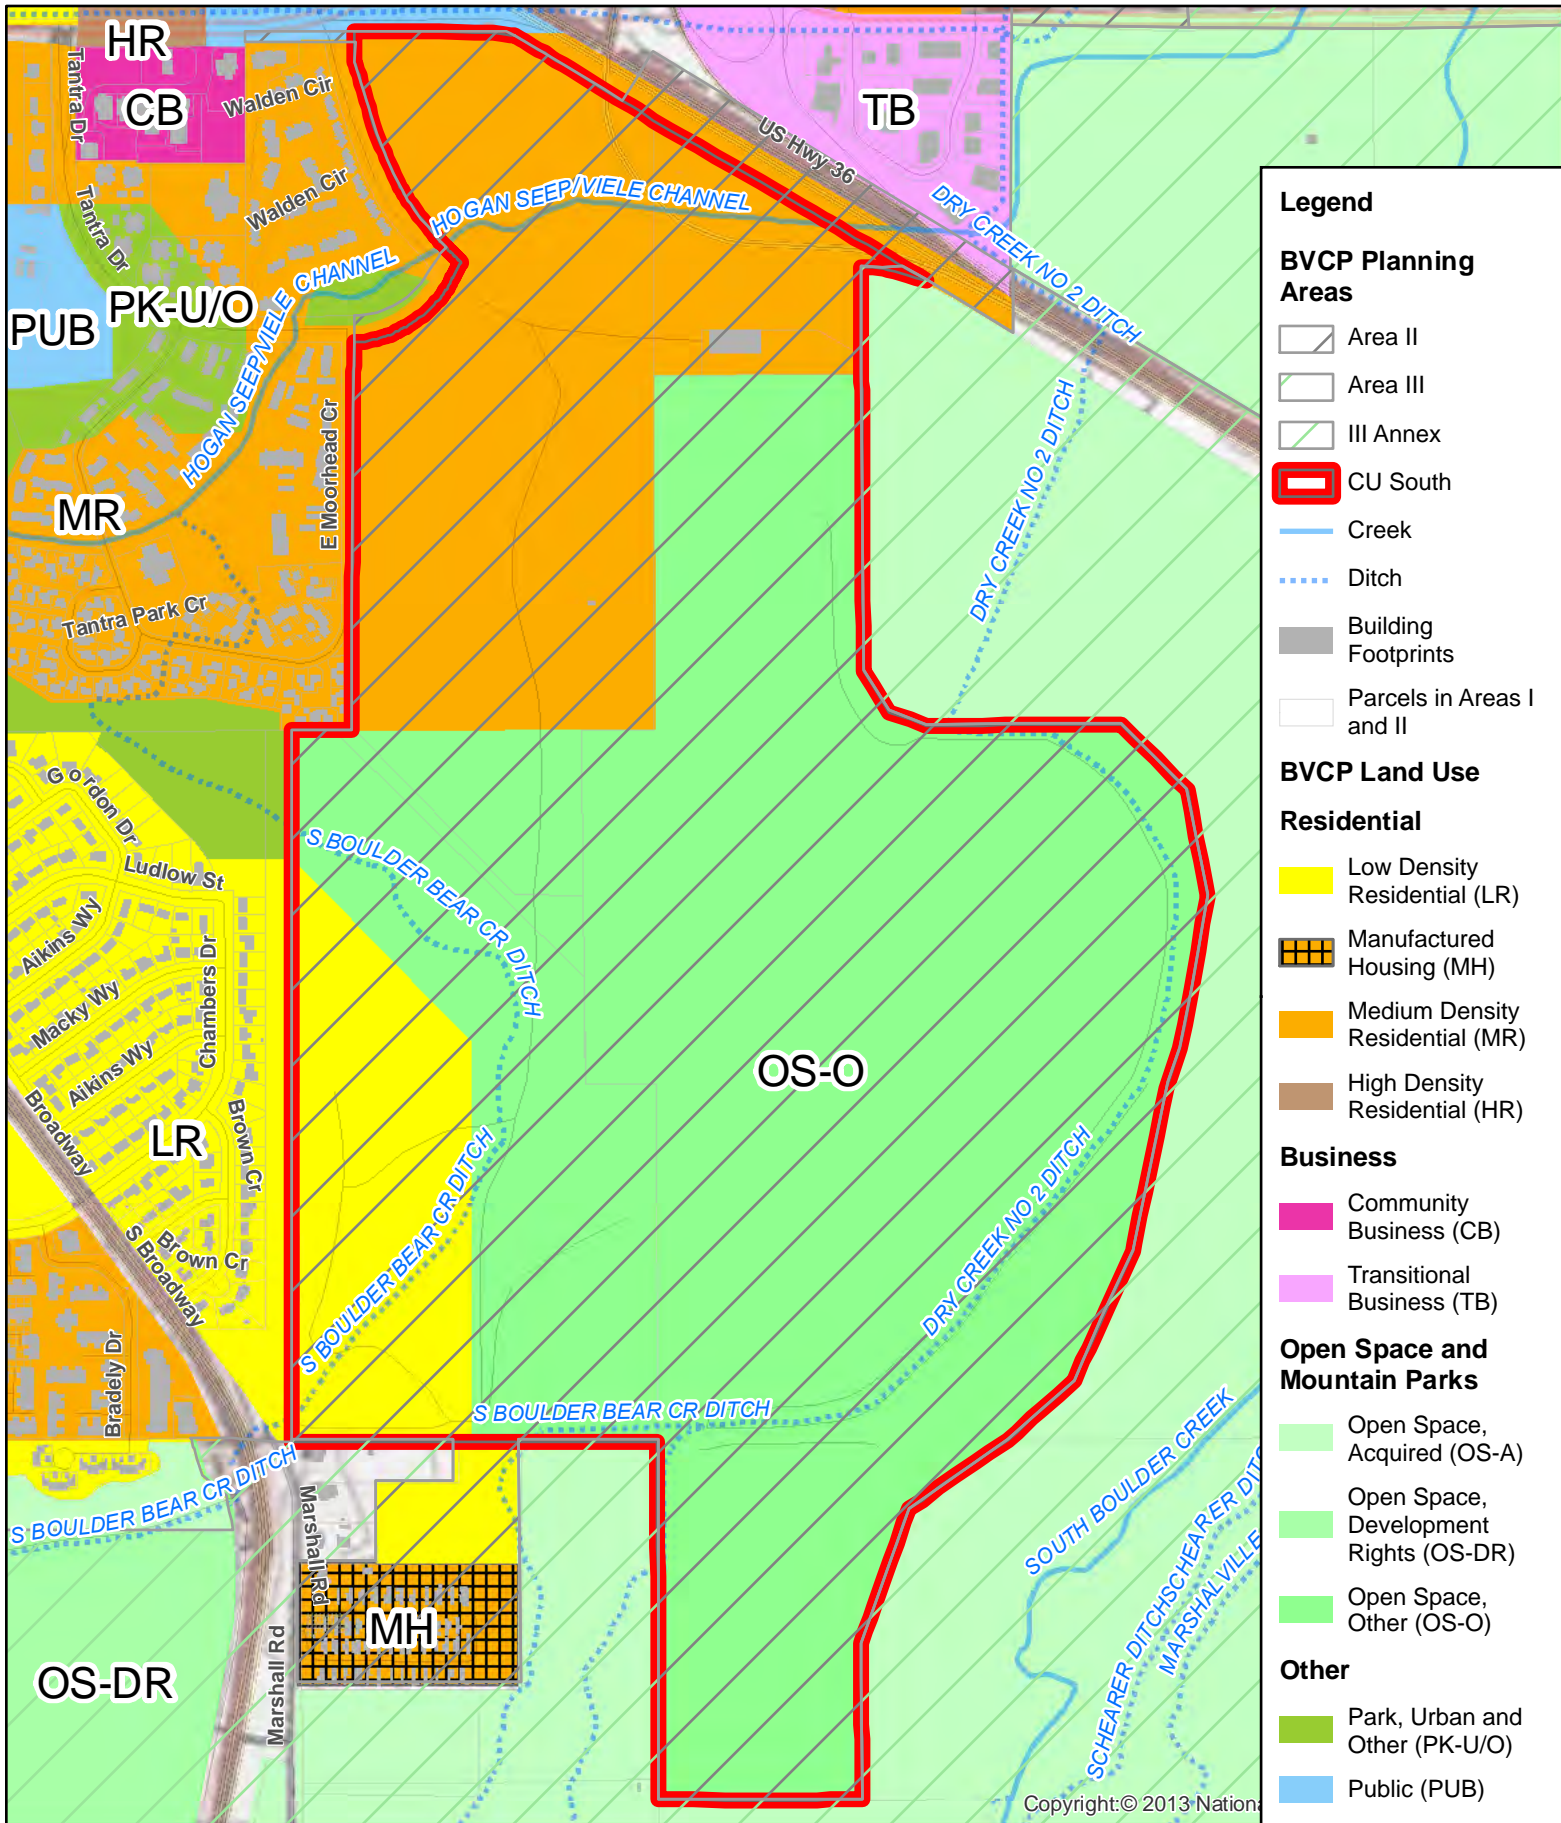 HR
CB
TB
Tantra Dr
Walden Cir
US Hwy 36
Walden Cir
HOGAN SEEP/VIELE CHANNEL
DRY CREEK NO 2 DITCH
Tantra Dr
HOGAN SEEP/VIELE CHANNEL
PK-U/O
PUB
E Moorhead Cr
DRY CREEK NO 2 DITCH
MR
Tantra Park Cr
Gordon Dr
Ludlow St
S BOULDER BEAR CR DITCH
Aikins Wy
Chambers Dr
Macky Wy
Aikins Wy
OS-O
Broadway
LR
Brown Cr
S BOULDER BEAR CR DITCH
DRY CREEK NO 2 DITCH
Brown Cr
S Broadway
Bradely Dr
S BOULDER BEAR CR DITCH
S BOULDER BEAR CR DITCH
Marshall Rd
SOUTH BOULDER CREEK
SCHEARER DITCHSCHEARER DITC
MARSHALVILLE
MH
OS-DR
Marshall Rd
Copyright:© 2013 Nationa
Legend
BVCP Planning
Areas
Area II
Area III
III Annex
CU South
Creek
Ditch
Building
Footprints
Parcels in Areas I
and II
BVCP Land Use
Residential
Low Density
Residential (LR)
Manufactured
Housing (MH)
Medium Density
Residential (MR)
High Density
Residential (HR)
Business
Community
Business (CB)
Transitional
Business (TB)
Open Space and
Mountain Parks
Open Space,
Acquired (OS-A)
Open Space,
Development
Rights (OS-DR)
Open Space,
Other (OS-O)
Other
Park, Urban and
Other (PK-U/O)
Public (PUB)